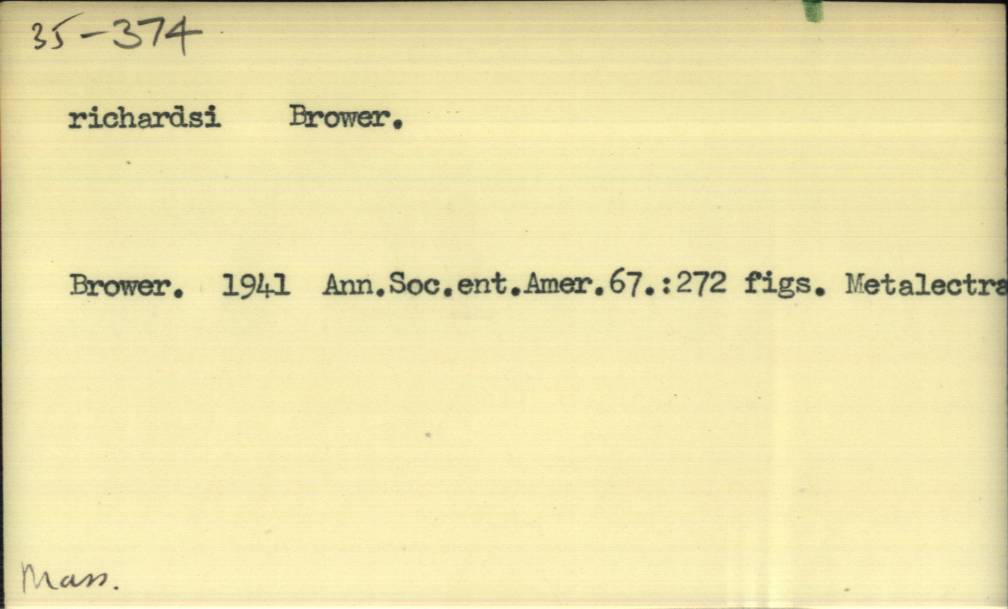 35-374
richardsi Brower.
Brower. 1941 Ann.Soc.ent.Amer.67.:272 figs. Metalectra
Mass.